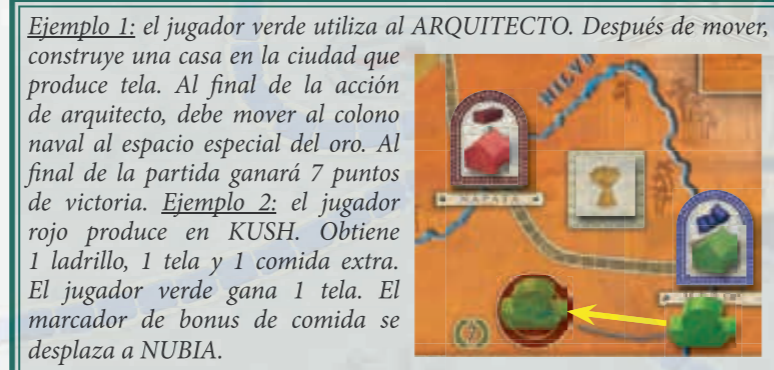 Ejemplo 1: el jugador verde utiliza al ARQUITECTO. Después de mover,
construye una casa en la ciudad que
produce tela. Al final de la acción
de arquitecto, debe mover al colono
naval al espacio especial del oro. Al
final de la partida ganará 7 puntos
de victoria. Ejemplo 2: el jugador
rojo produce en KUSH. Obtiene
1 ladrillo, 1 tela y 1 comida extra.
El jugador verde gana 1 tela. El
marcador de bonus de comida se
desplaza a NUBIA.
NILVS
NAPATA
7